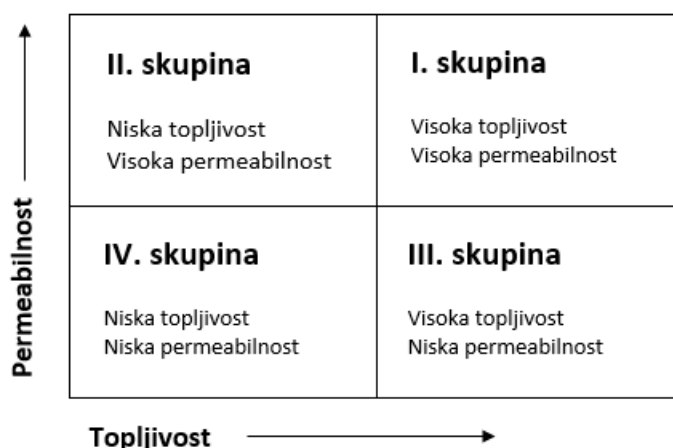 II. skupina
Niska topljivost
Visoka permeabilnost
I. skupina
Visoka topljivost
Visoka permeabilnost
IV. skupina
Niska topljivost
Niska permeabilnost
III. skupina
Visoka topljivost
Niska permeabilnost
Permeabilnost
Topljivost